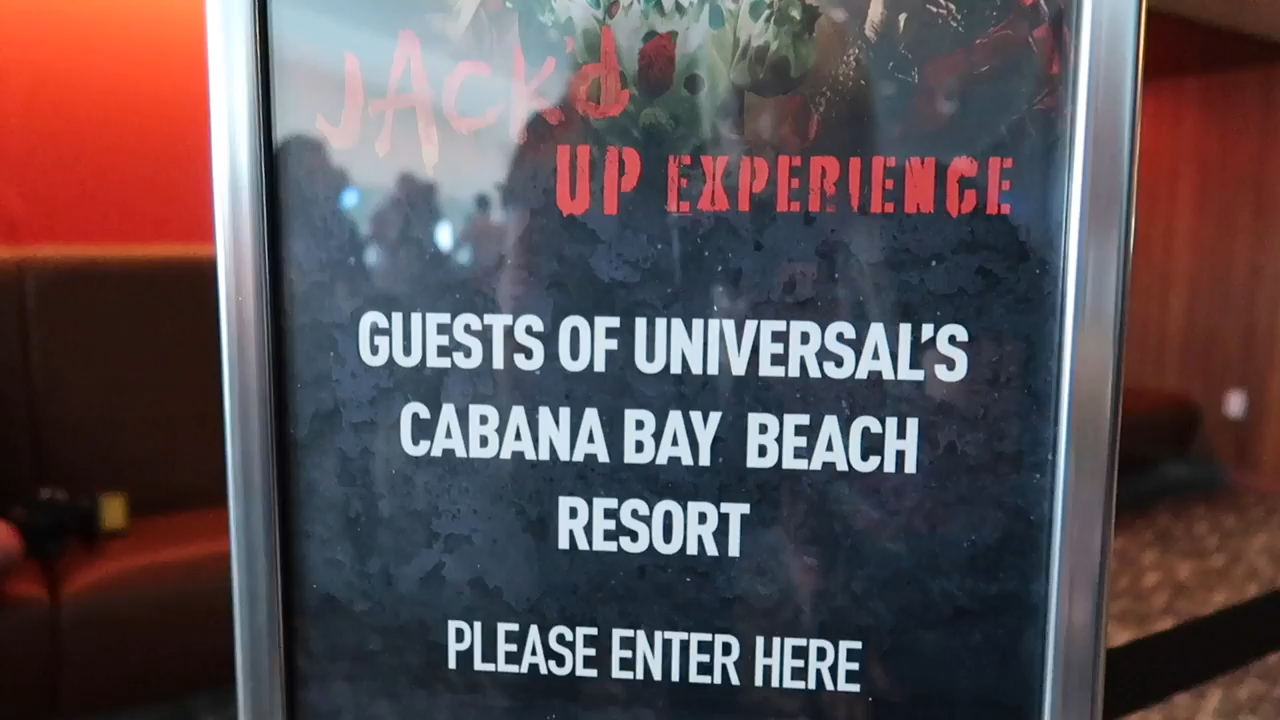 JACK'd
UP EXPERIENCE
GUESTS OF UNIVERSAL'S
CABANA BAY BEACH
RESORT
PLEASE ENTER HERE